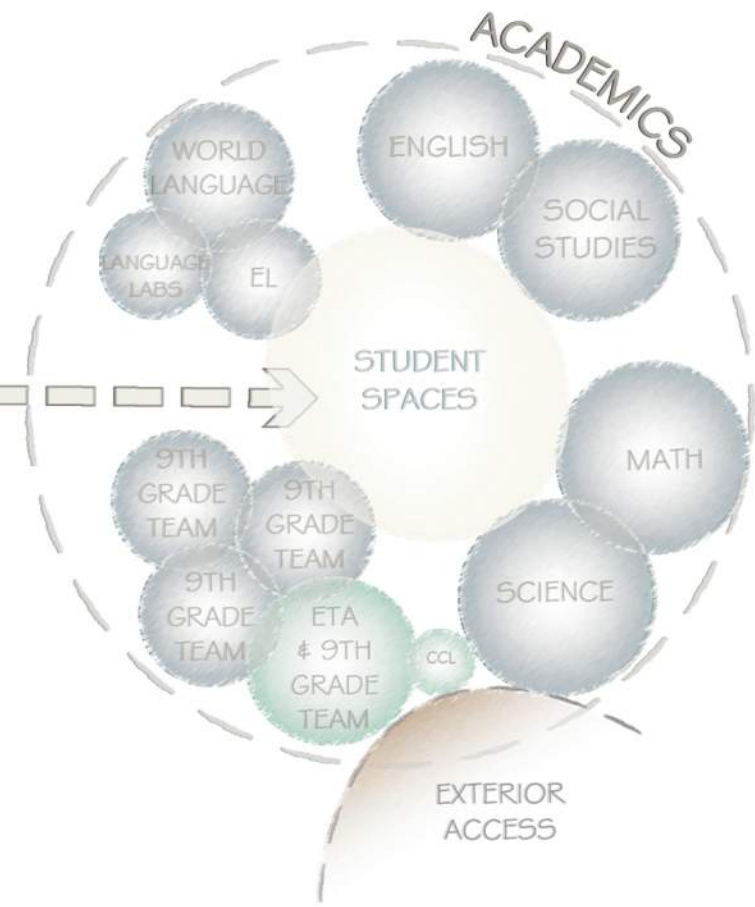 ACADEMICS
WORLD
LANGUAGE
LANGUAGE
LABS
EL
ENGLISH
SOCIAL
STUDIES
STUDENT
SPACES
MATH
SCIENCE
9TH
GRADE
TEAM
9TH
GRADE
TEAM
9TH
GRADE
TEAM
ETA
& 9TH
GRADE
TEAM
CCL
EXTERIOR
ACCESS